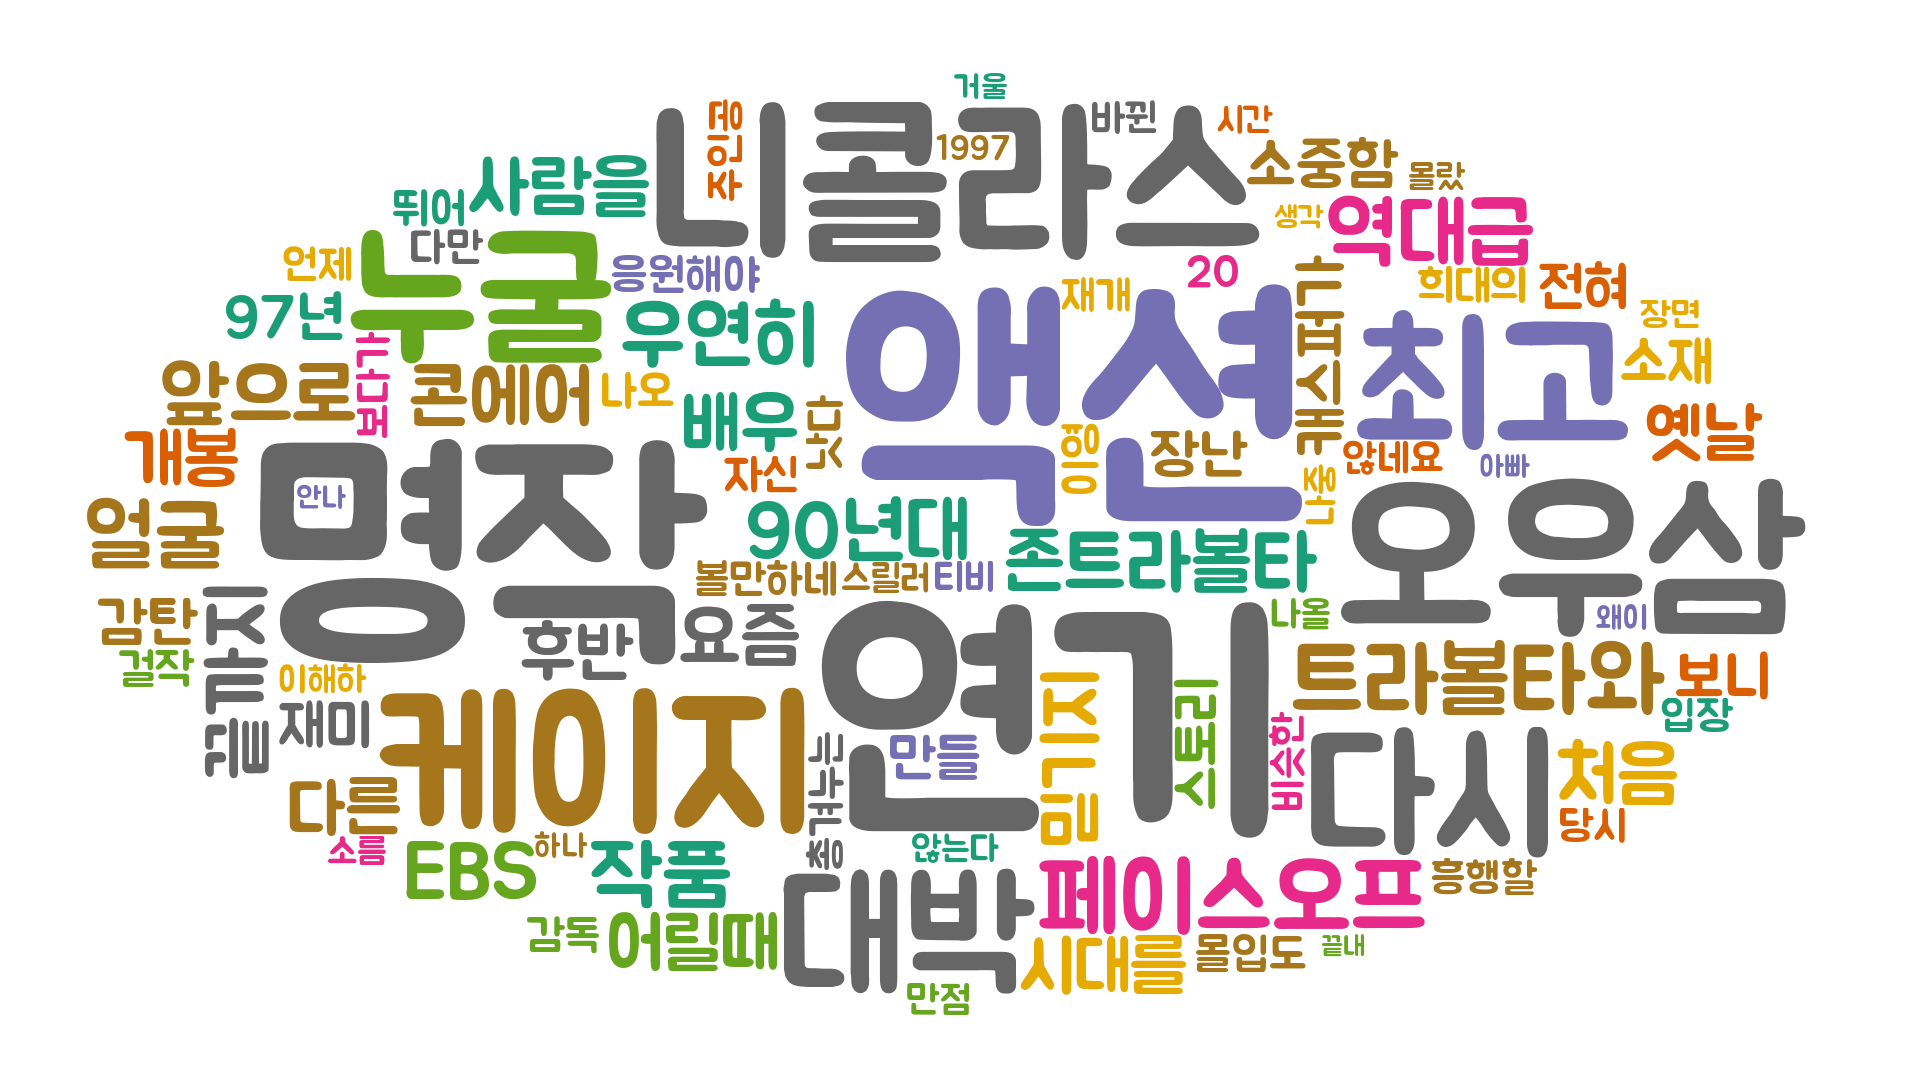 거울
니콜라스
주인공
1997
바뀐
시간
소중함
몰랐
사람을
뛰어
다만
생각
역대급
언제
누굴
응원해야
재개
20
느와르
희대의
전혀
97년
우연히
액션
최고
장면
소재
앞으로
콘에어
나오
배우
낫다
형
장난
않네요
아빠
옛날
개봉
자신
명작
안나
얼굴
90년대
존트라볼타
오우삼
볼만하네
스릴러
티비
나올
왜이
감탄
걸작
끝까지
이해하
재미
후반
요즘
연기
지금
스토리
비슷한
트라볼타와
보니
입장
케이지
만들
다시
처음
당시
다른
소름
EBS
하나
작품
않는다
대박
페이스오프
흥행할
감독
어릴때
시대를
몰입도
끝내
만점